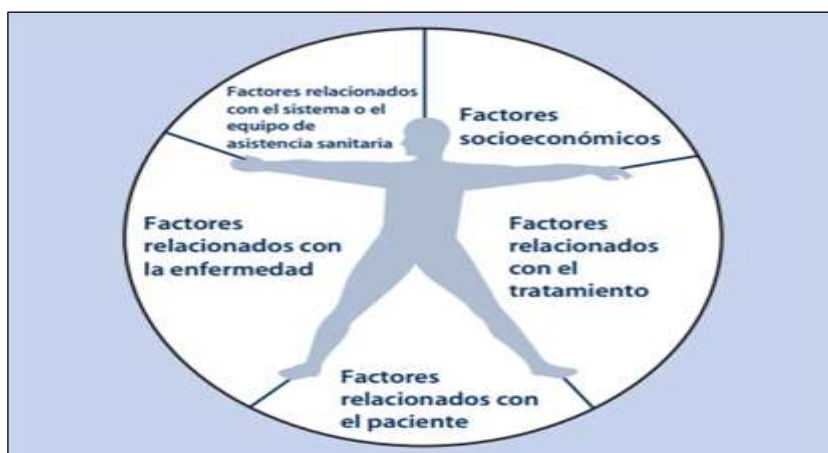 Factores relacionados
con el sistema o el
equipo de
asistencia sanitaria
Factores
socioeconómicos
Factores
relacionados con
la enfermedad
Factores
relacionados
con el
tratamiento
Factores
relacionados con
el paciente